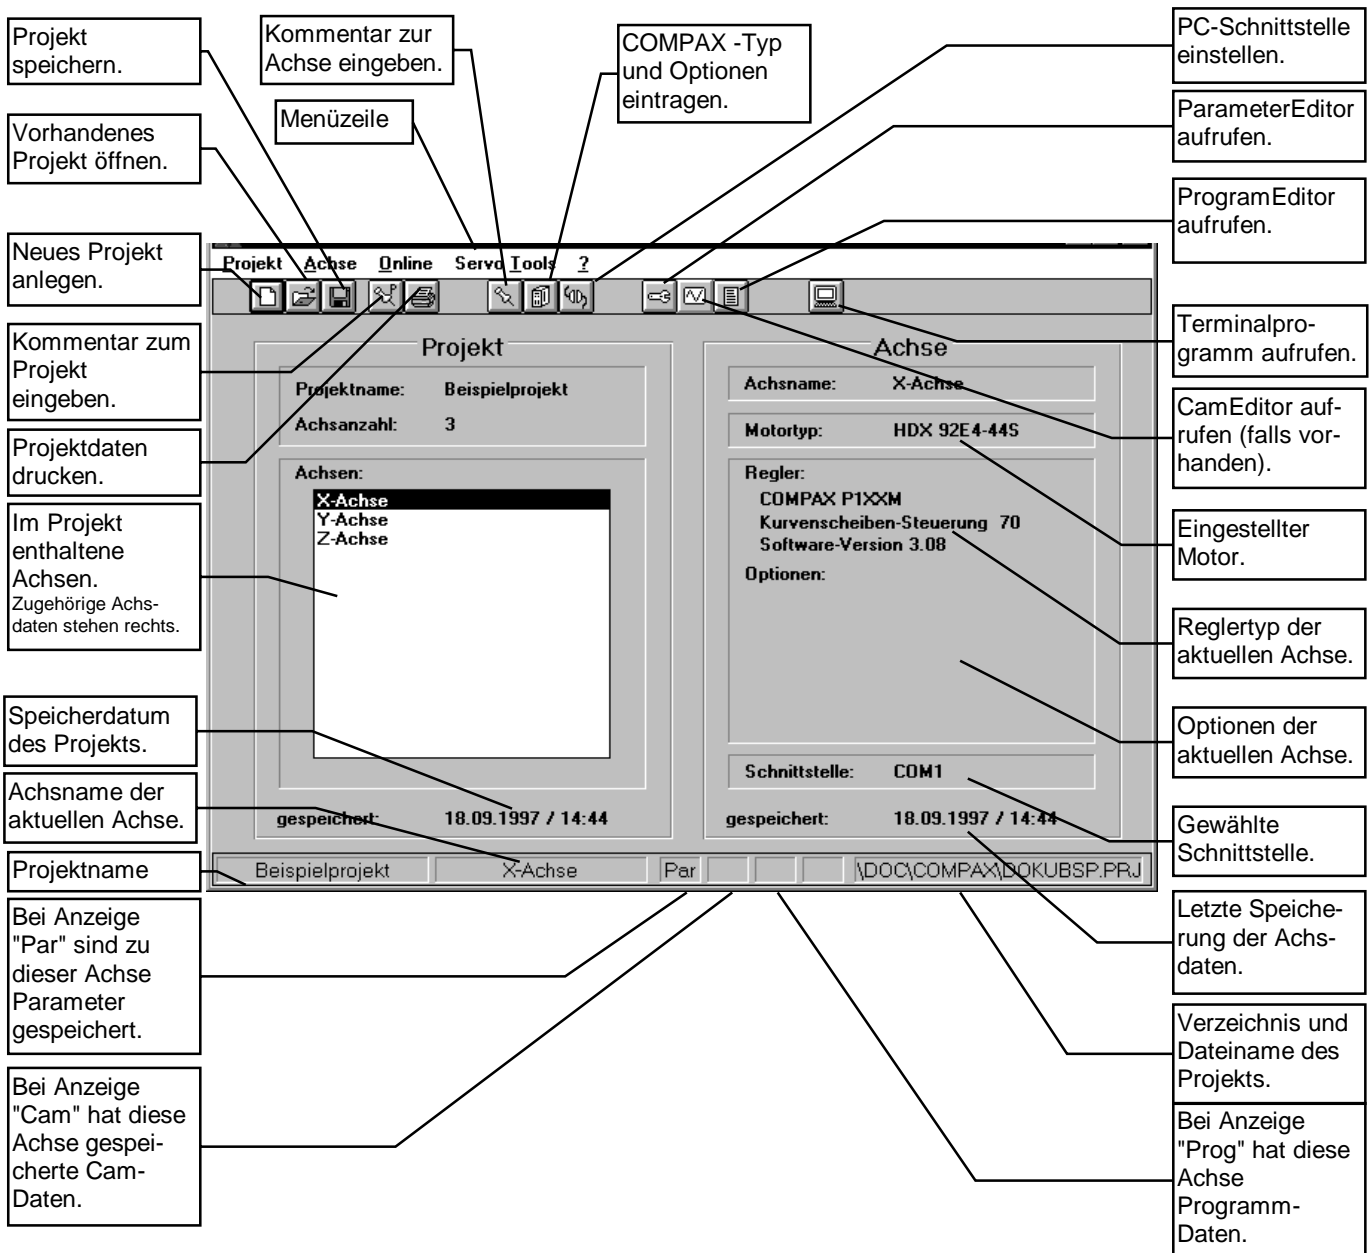 Projekt
speichern.
Kommentar zur
Achse eingeben.
COMPAX -Typ
und Optionen
eintragen.
PC-Schnittstelle
einstellen.
Menüzeile
ParameterEditor
aufrufen.
Vorhandenes
Projekt öffnen.
ProgramEditor
aufrufen.
Neues Projekt
anlegen.
Projekt Achse Online Servo Tools ?
Kommentar zum
Projekt
eingeben.
Terminalpro-
gramm aufrufen.
Projekt
Projektname: Beispielprojekt
Achsanzahl: 3
Achse
Achsname: X-Achse
Motortyp: HDX 92E4-44S
CamEditor auf-
rufen (falls vor-
handen).
Projektdaten
drucken.
Achsen:
X-Achse
Y-Achse
Z-Achse
Regler:
COMPAX P1XXM
Kurvenscheiben-Steuerung 70
Software-Version 3.08
Optionen:
Im Projekt
enthaltene
Achsen.
Zugehörige Achs-
daten stehen rechts.
Eingestellter
Motor.
Reglertyp der
aktuellen Achse.
Speicherdatum
des Projekts.
Optionen der
aktuellen Achse.
Schnittstelle: COM1
Achsname der
aktuellen Achse.
gespeichert: 18.09.1997 / 14:44
gespeichert: 18.09.1997 / 14:44
Gewählte
Schnittstelle.
Projektname
Beispielprojekt X-Achse Par \DOC\COMPAX\DOKUBSP.PRJ
Bei Anzeige
"Par" sind zu
dieser Achse
Parameter
gespeichert.
Letzte Speiche-
rung der Achs-
daten.
Verzeichnis und
Dateiname des
Projekts.
Bei Anzeige
"Cam" hat diese
Achse gespei-
cherte Cam-
Daten.
Bei Anzeige
"Prog" hat diese
Achse
Programm-
Daten.